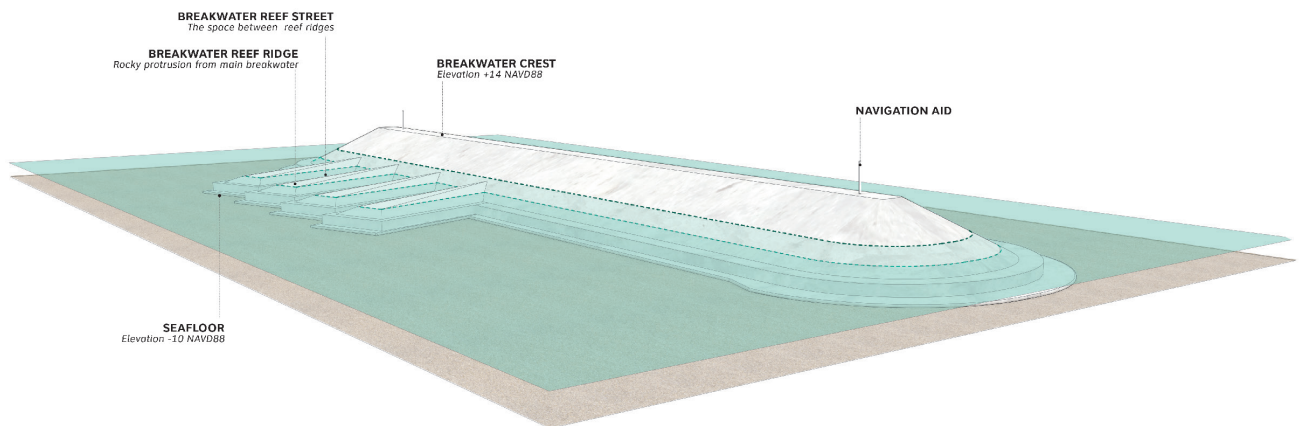 BREAKWATER REEF STREET
The space between reef ridges
BREAKWATER REEF RIDGE
Rocky protrusion from main breakwater
BREAKWATER CREST
Elevation +14 NAVD88
NAVIGATION AID
SEAFLOOR
Elevation -10 NAVD88